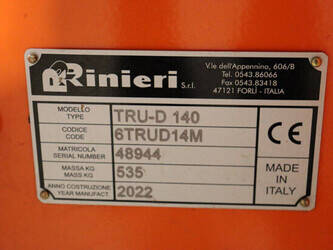 Rinieri S.r.l.
V.le dell'Appennino, 606/B
Tel. 0543.86066
Fax 0543.83418
47121 FORLÌ - ITALIA
MODELLO
TYPE
TRU-D 140
CODICE
CODE
6TRUD14M
MATRICOLA
SERIAL NUMBER
48944
MASSA KG
MASS KG
535
ANNO COSTRUZIONE
YEAR MANUFACT
2022
CE
MADE IN
ITALY